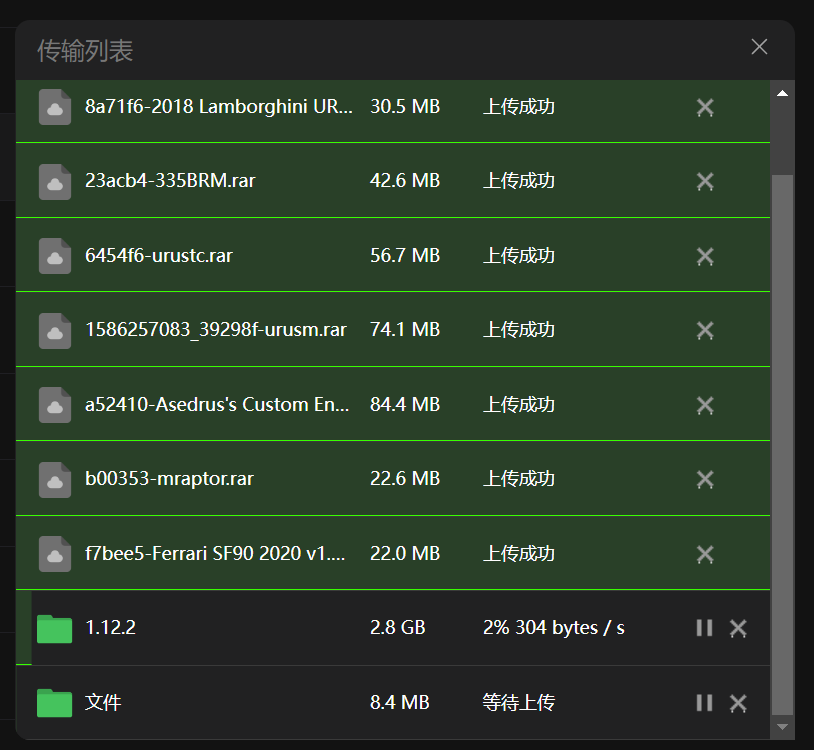 传输列表
8a71f6-2018 Lamborghini UR... 30.5 MB 上传成功
23acb4-335BRM.rar 42.6 MB 上传成功
6454f6-urustc.rar 56.7 MB 上传成功
1586257083_39298f-urusm.rar 74.1 MB 上传成功
a52410-Asedrus's Custom En... 84.4 MB 上传成功
b00353-mraptor.rar 22.6 MB 上传成功
f7bee5-Ferrari SF90 2020 v1.... 22.0 MB 上传成功
1.12.2 2.8 GB 2% 304 bytes / s
文件 8.4 MB 等待上传